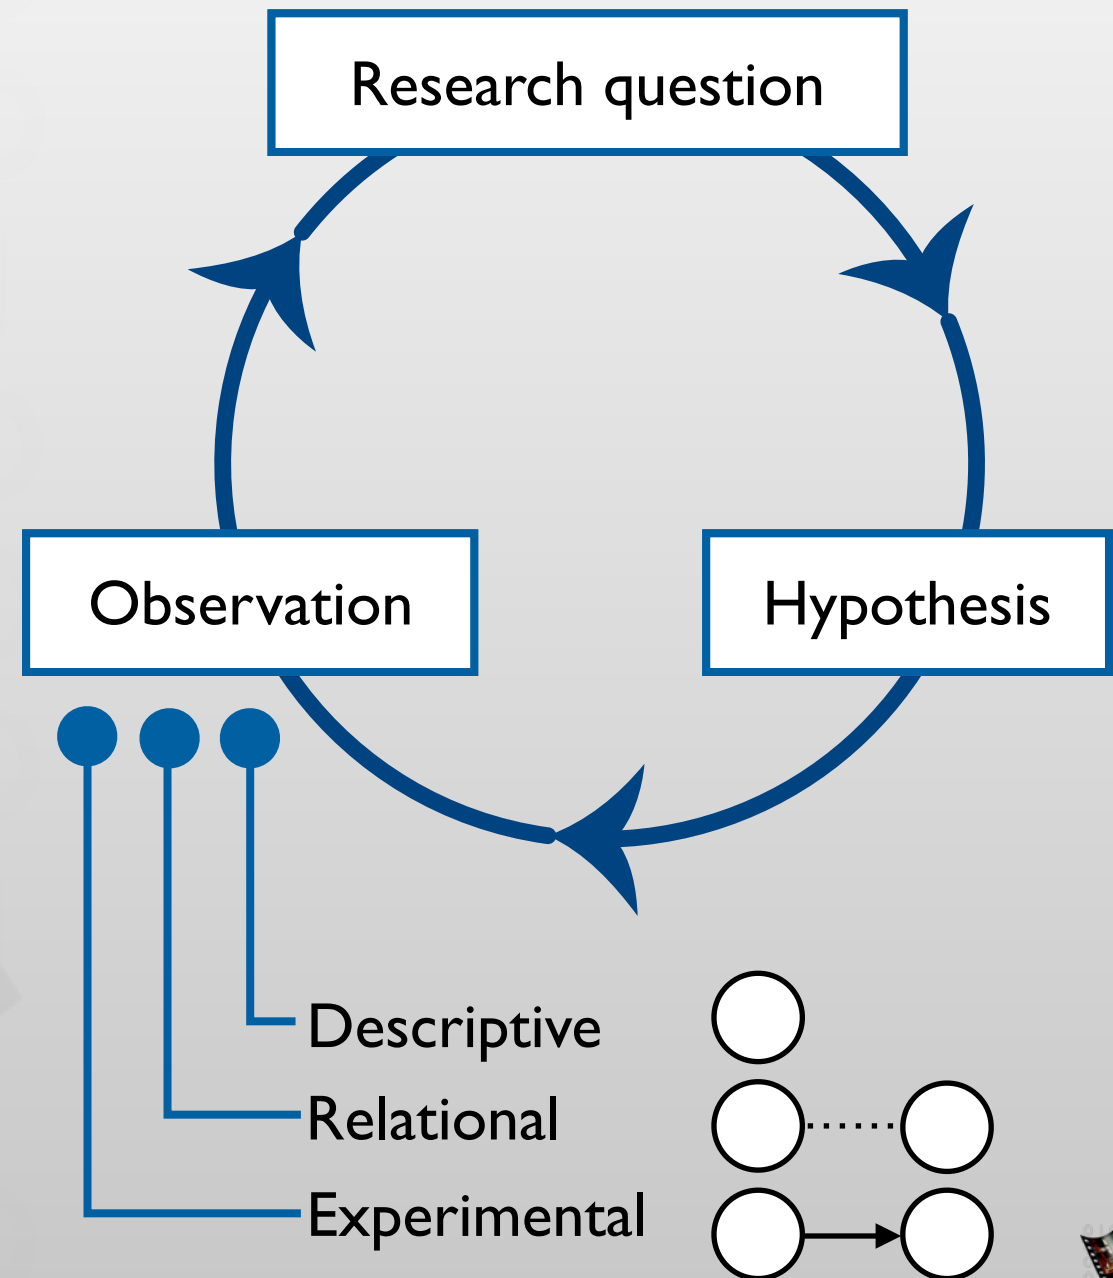 Research question
Observation
Hypothesis
Descriptive
Relational
Experimental